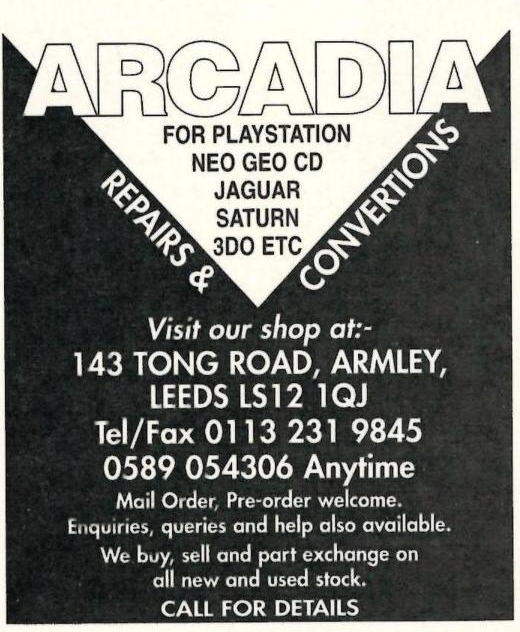 ARCADIA
FOR PLAYSTATION
NEO GEO CD
JAGUAR
SATURN
3DO ETC
REPAIRS &
CONVERTIONS
Visit our shop at:-
143 TONG ROAD, ARMLEY,
LEEDS LS12 1QJ
Tel/Fax 0113 231 9845
0589 054306 Anytime
Mail Order, Pre-order welcome.
Enquiries, queries and help also available.
We buy, sell and part exchange on
all new and used stock.
CALL FOR DETAILS